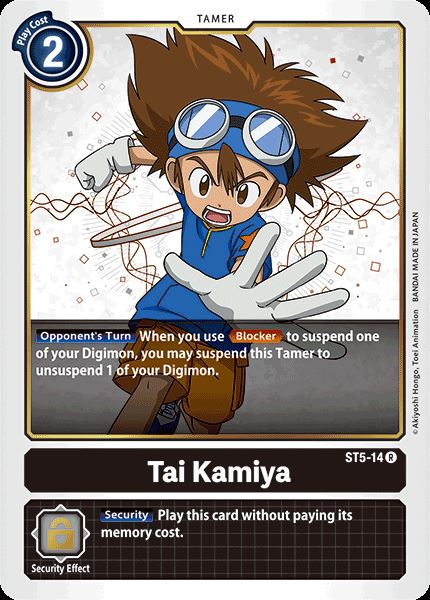 TAMER
Play Cost
2
Opponent's Turn When you use Blocker to suspend one
of your Digimon, you may suspend this Tamer to
unsuspend 1 of your Digimon.
© Akiyoshi Hongo, Toei Animation BANDAI MADE IN JAPAN
ST5-14 R
Tai Kamiya
Security Play this card without paying its
memory cost.
Security Effect